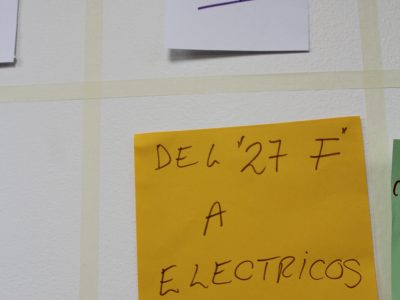 DEL "27 F"
A
ELECTRICOS